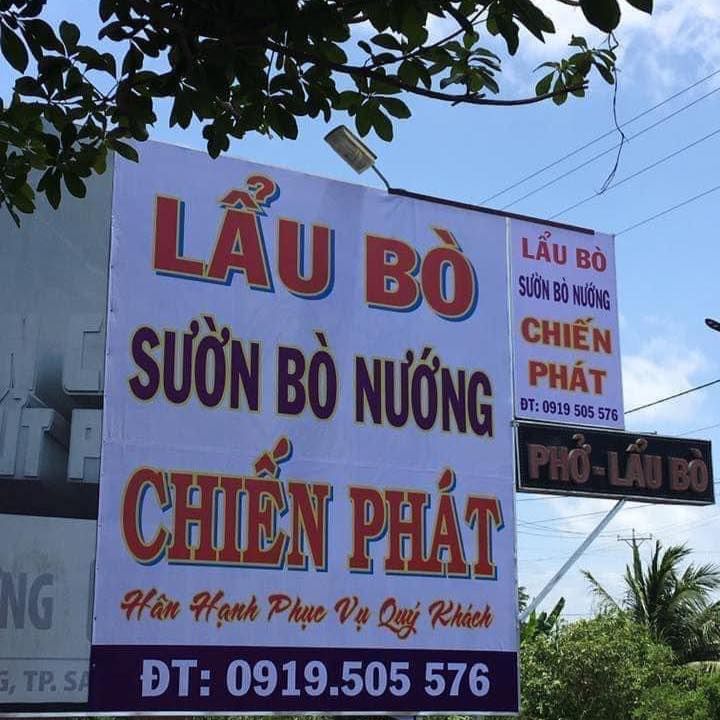 LẨU BÒ
SƯỜN BÒ NƯỚNG
CHIẾN PHÁT
Hân Hạnh Phục Vụ Quý Khách
ĐT: 0919.505 576
LẨU BÒ
SƯỜN BÒ NƯỚNG
CHIẾN
PHÁT
ĐT: 0919 505 576
PHỞ - LẨU BÒ